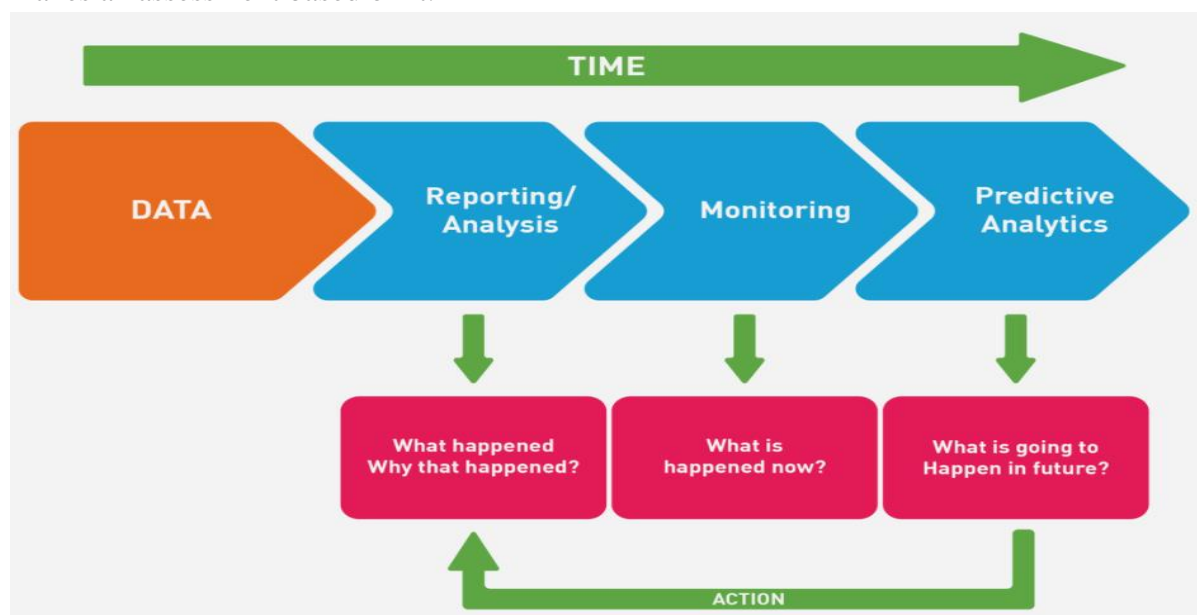 TIME
DATA
Reporting/
Analysis
Monitoring
Predictive
Analytics
What happened
Why that happened?
What is
happened now?
What is going to
Happen in future?
ACTION